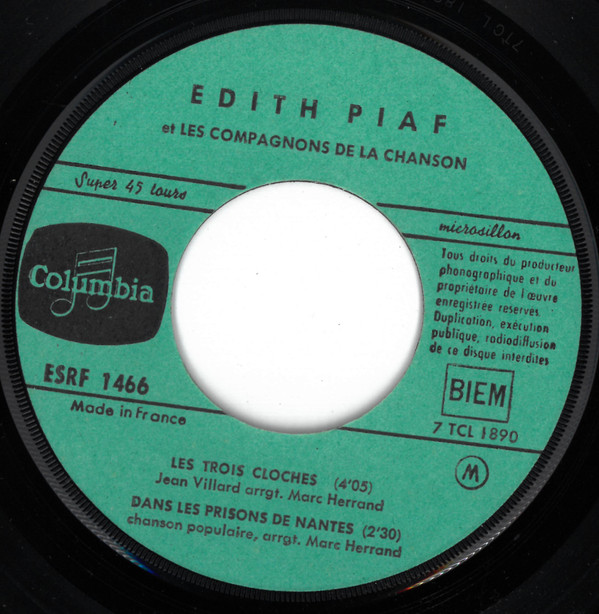 EDITH PIAF
et LES COMPAGNONS DE LA CHANSON
Super 45 tours
microsillon
Columbia
Tous droits du producteur
phonographique et du
propriétaire de l'œuvre
enregistrée réservés.
Duplication, exécution
publique, radiodiffusion
de ce disque interdites
ESRF 1466
Made in France
BIEM
7 TCL 1890
M
LES TROIS CLOCHES (4'05)
Jean Villard arrgt. Marc Herrand
DANS LES PRISONS DE NANTES (2'30)
chanson populaire, arrgt. Marc Herrand